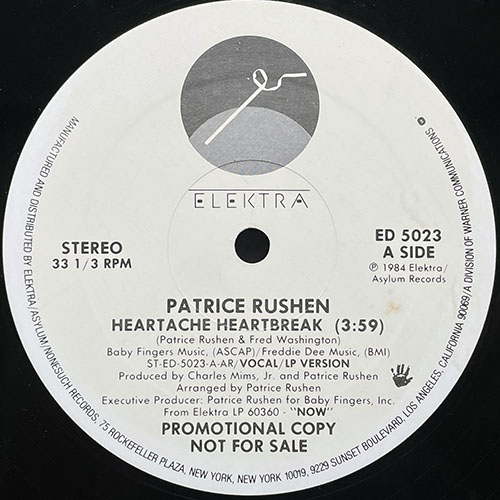 ELEKTRA
STEREO
33 1/3 RPM
ED 5023
A SIDE
℗ 1984 Elektra/
Asylum Records
PATRICE RUSHEN
HEARTACHE HEARTBREAK (3:59)
(Patrice Rushen & Fred Washington)
Baby Fingers Music, (ASCAP)/Freddie Dee Music, (BMI)
ST-ED-5023-A-AR/VOCAL/LP VERSION
Produced by Charles Mims, Jr. and Patrice Rushen
Arranged by Patrice Rushen
Executive Producer: Patrice Rushen for Baby Fingers, Inc.
From Elektra LP 60360 - "NOW"
PROMOTIONAL COPY
NOT FOR SALE
MANUFACTURED AND DISTRIBUTED BY ELEKTRA/ASYLUM/NONESUCH RECORDS, 75 ROCKEFELLER PLAZA, NEW YORK, NEW YORK 10019, 9229 SUNSET BOULEVARD, LOS ANGELES, CALIFORNIA 90069/A DIVISION OF WARNER COMMUNICATIONS